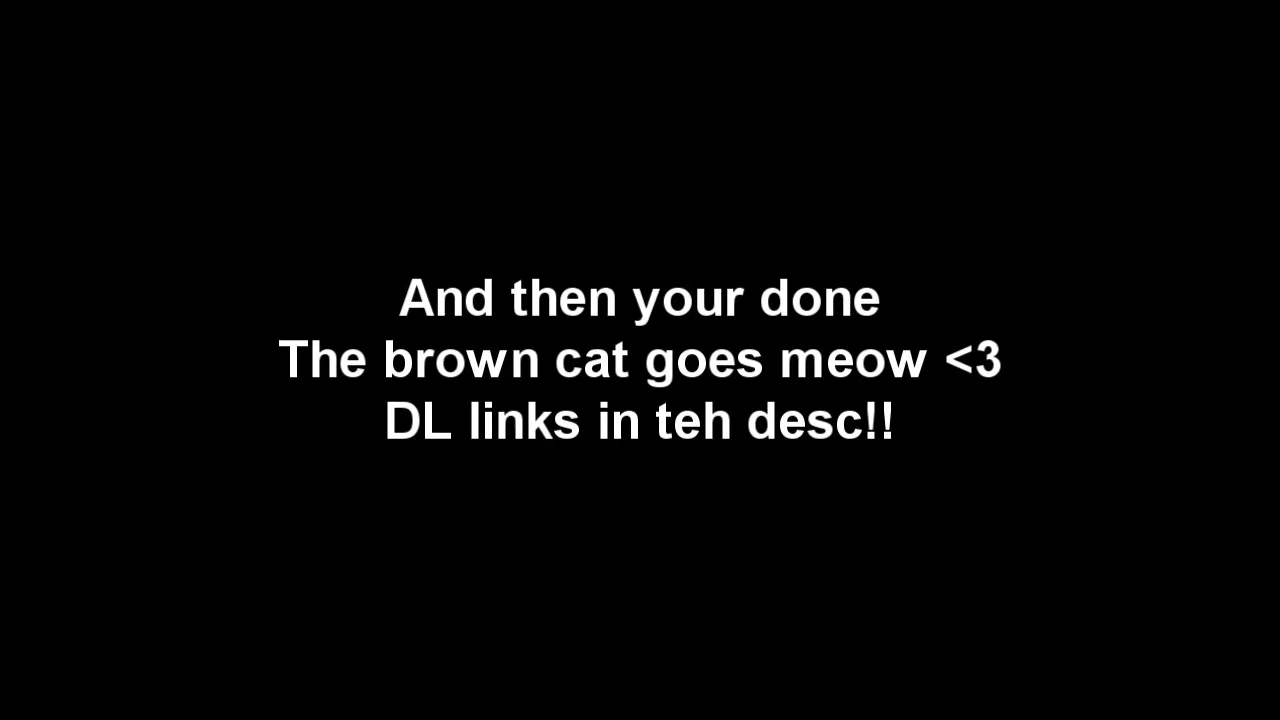 And then your done
The brown cat goes meow <3
DL links in teh desc!!